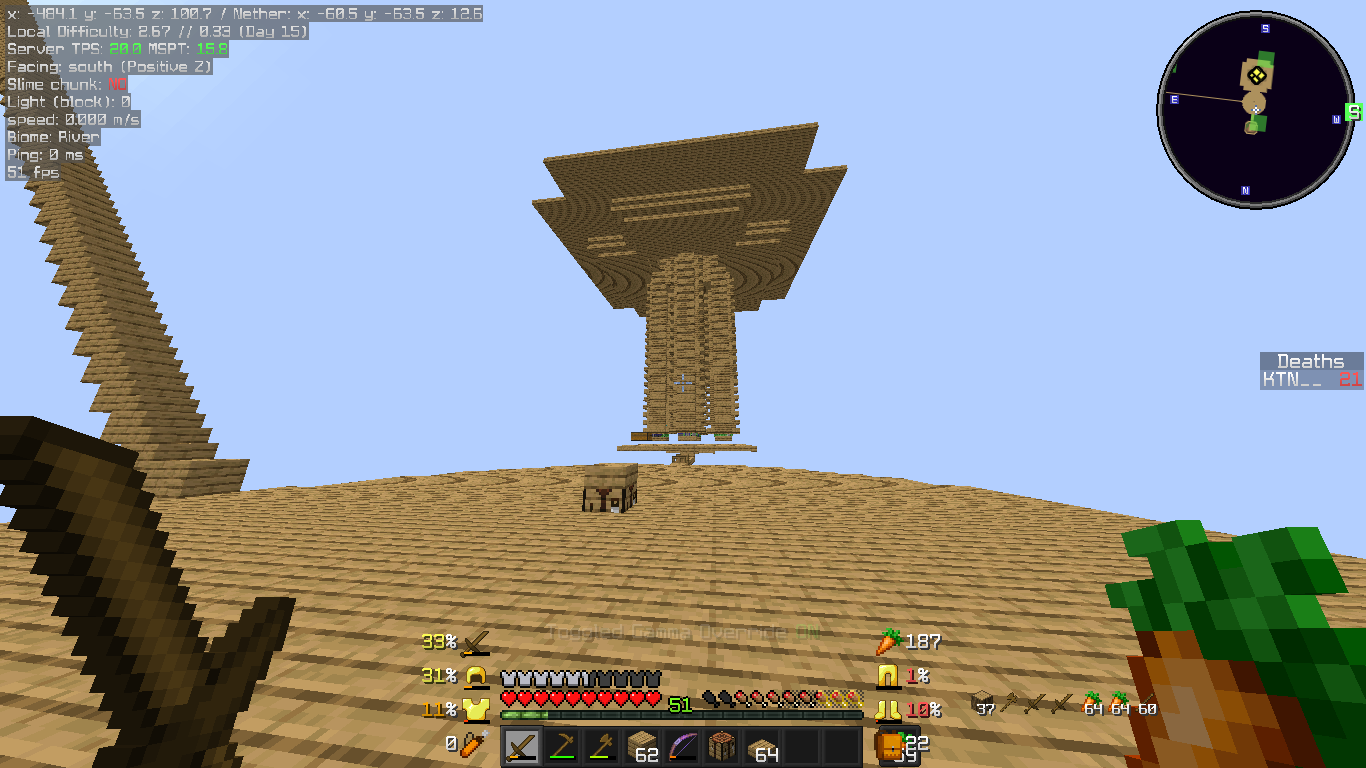 x: -484.1 y: -63.5 z: 100.7 / Nether: x: -60.5 y: -63.5 z: 12.6
Local Difficulty: 2.67 // 0.33 (Day 15)
Server TPS: 20.0 MSPT: 15.8
Facing: south (Positive Z)
Slime chunk: NO
Light (block): 0
speed: 0.000 m/s
Biome: River
Ping: 0 ms
51 fps
S
E
W
S
N
Deaths
KTN__ 21
Toggled Gamma Override ON
33%
187
31%
1%
51
11%
10%
37
64 64 60
0
22
62
64